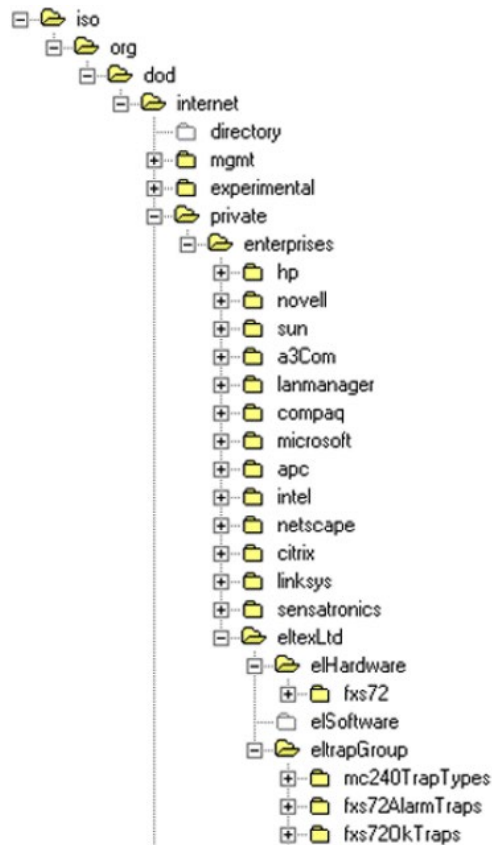 iso
org
dod
internet
directory
mgmt
experimental
private
enterprises
hp
novell
sun
a3Com
lanmanager
compaq
microsoft
apc
intel
netscape
citrix
linksys
sensatronics
eltexLtd
elHardware
fxs72
elSoftware
eltrapGroup
mc240TrapTypes
fxs72AlarmTraps
fxs72OkTraps